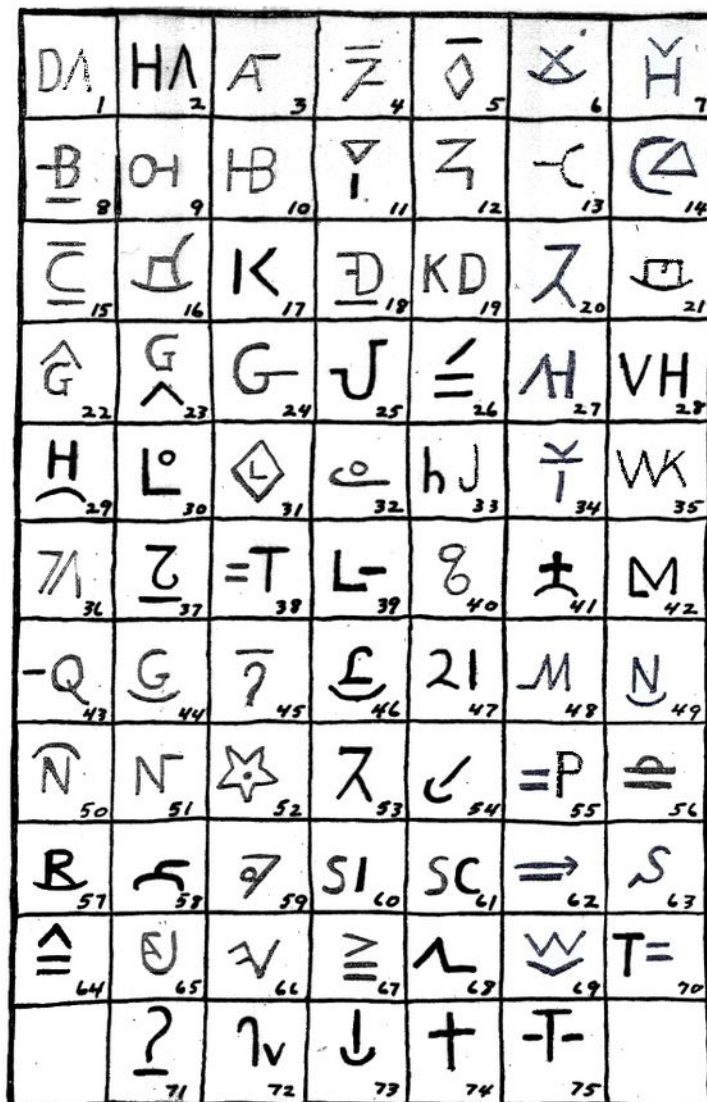 DΛ 1 HΛ 2 A 3 Z 4 5 6 H 7
B 8 9 HB 10 11 12 13 14
C 15 16 K 17 D 18 KD 19 20 21
G 22 G 23 G- 24 J 25 26 ΛH 27 VH 28
H 29 L° 30 L 31 32 hJ 33 34 WK 35
7Λ 36 37 =T 38 L- 39 40 41 42
-Q 43 G 44 ? 45 £ 46 21 47 M 48 N 49
N 50 N 51 52 53 54 =P 55 56
R 57 58 59 SI 60 SC 61 ⇒ 62 S 63
64 65 66 ≧ 67 68 W 69 T= 70
? 71 72 73 74 -T- 75